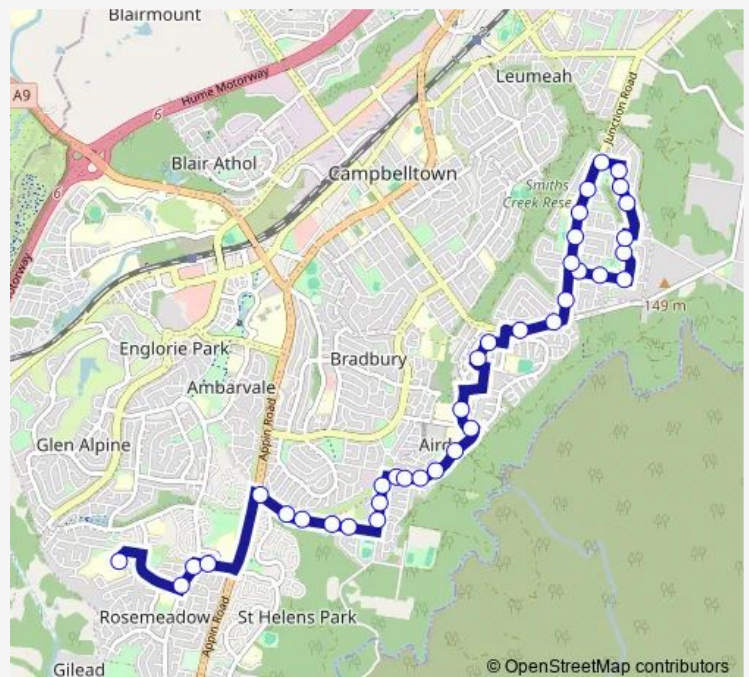 Blairmount
Leumeah
Hume Motorway
A9
6
Junction Road
Blair Athol
Campbelltown
Smiths
Creek Rese
6
149 m
Englorie Park
Bradbury
Ambarvale
Glen Alpine
Appin Road
Aird
Rosemeadow
St Helens Park
Appin Road
Gilead
© OpenStreetMap contributors